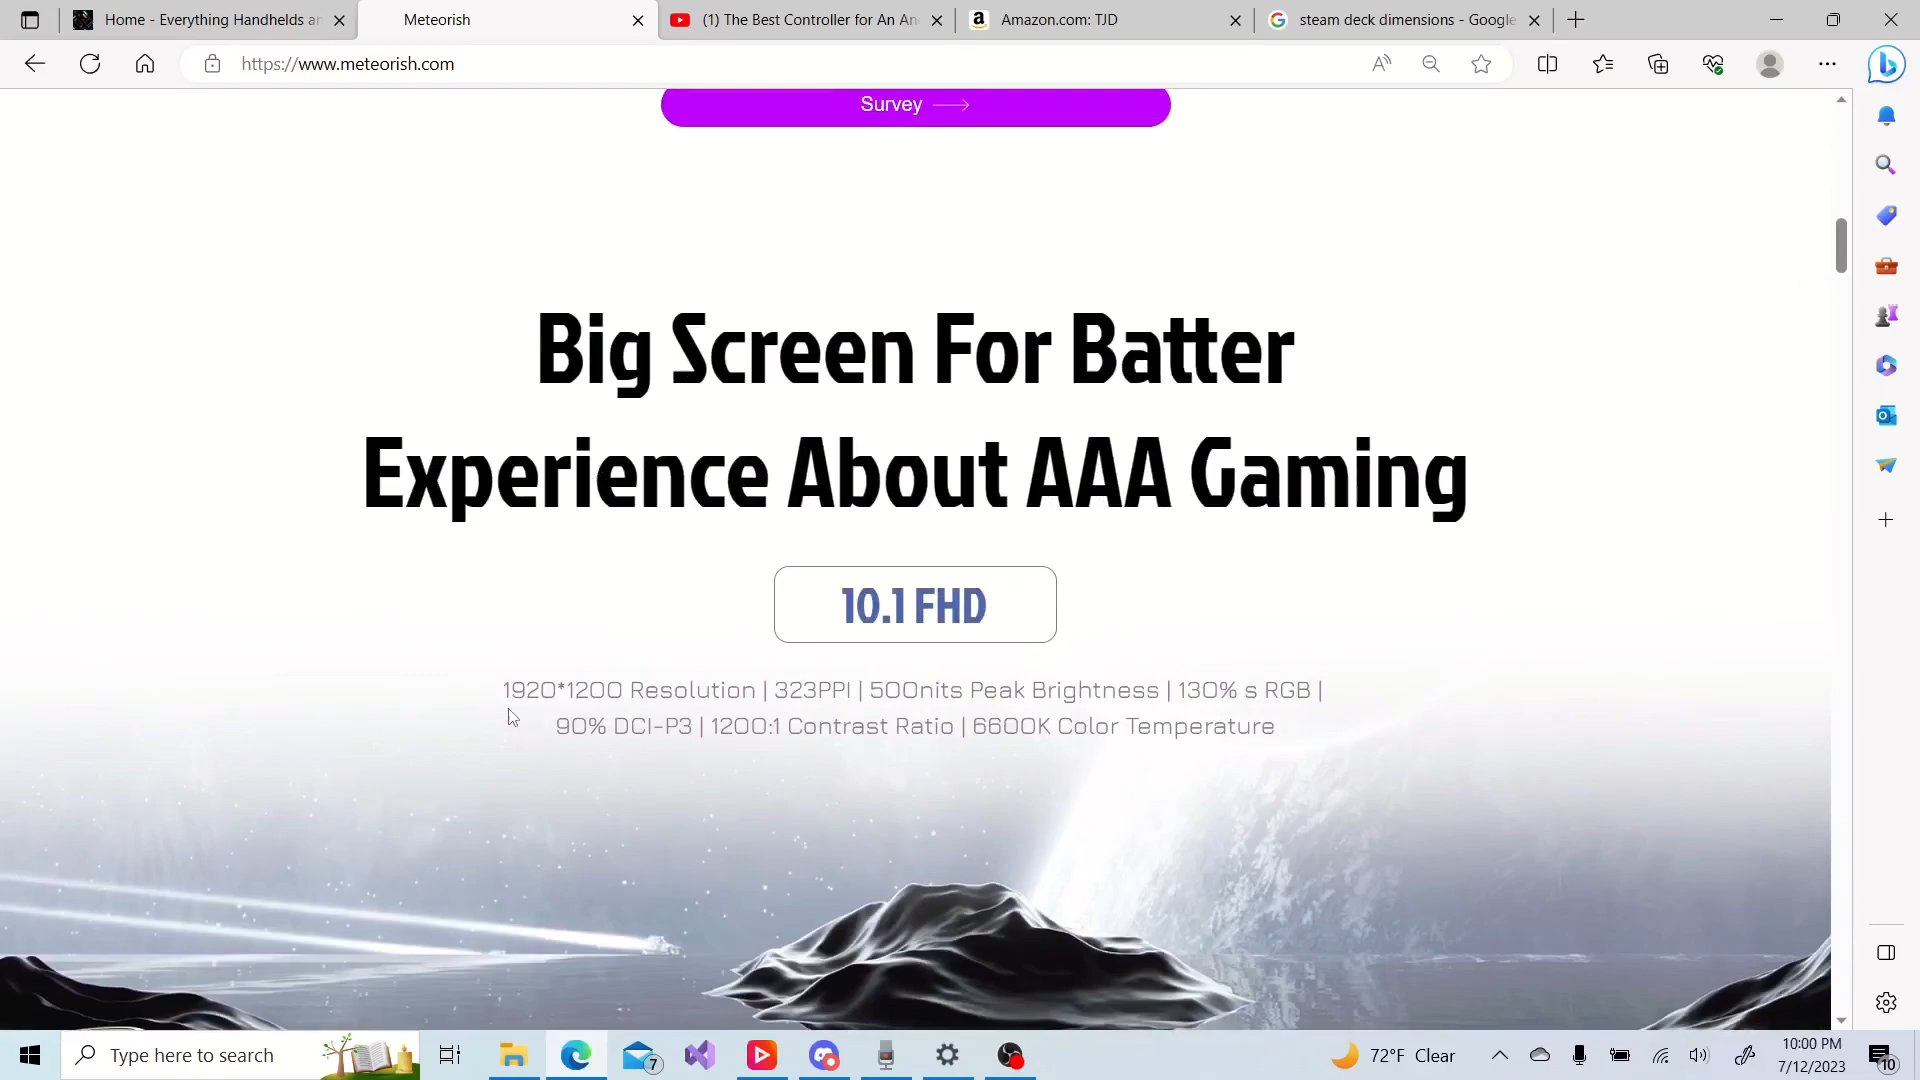 Home - Everything Handhelds an
Meteorish
(1) The Best Controller for An An
Amazon.com: TJD
steam deck dimensions - Google
https://www.meteorish.com
Survey
Big Screen For Batter
Experience About AAA Gaming
10.1 FHD
1920*1200 Resolution | 323PPI | 500nits Peak Brightness | 130% s RGB |
90% DCI-P3 | 1200:1 Contrast Ratio | 6600K Color Temperature
Type here to search
7
72°F Clear
10:00 PM
7/12/2023
10